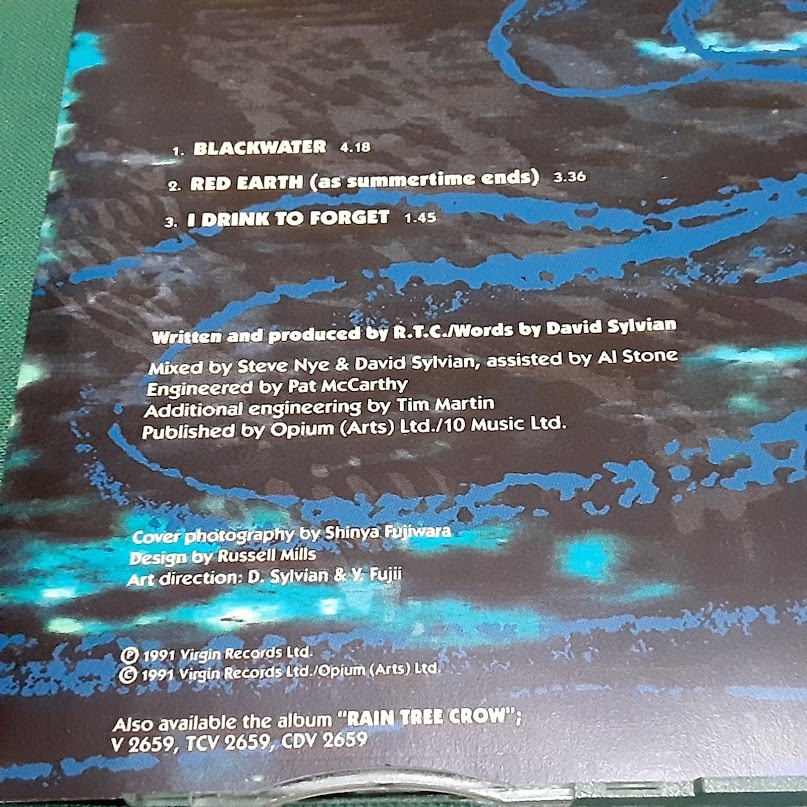 1. BLACKWATER 4.18
2. RED EARTH (as summertime ends) 3.36
3. I DRINK TO FORGET 1.45
Written and produced by R.T.C./Words by David Sylvian
Mixed by Steve Nye & David Sylvian, assisted by Al Stone
Engineered by Pat McCarthy
Additional engineering by Tim Martin
Published by Opium (Arts) Ltd./10 Music Ltd.
Cover photography by Shinya Fujiwara
Design by Russell Mills
Art direction: D. Sylvian & Y. Fujii
℗ 1991 Virgin Records Ltd.
© 1991 Virgin Records Ltd./Opium (Arts) Ltd.
Also available the album "RAIN TREE CROW";
V 2659, TCV 2659, CDV 2659